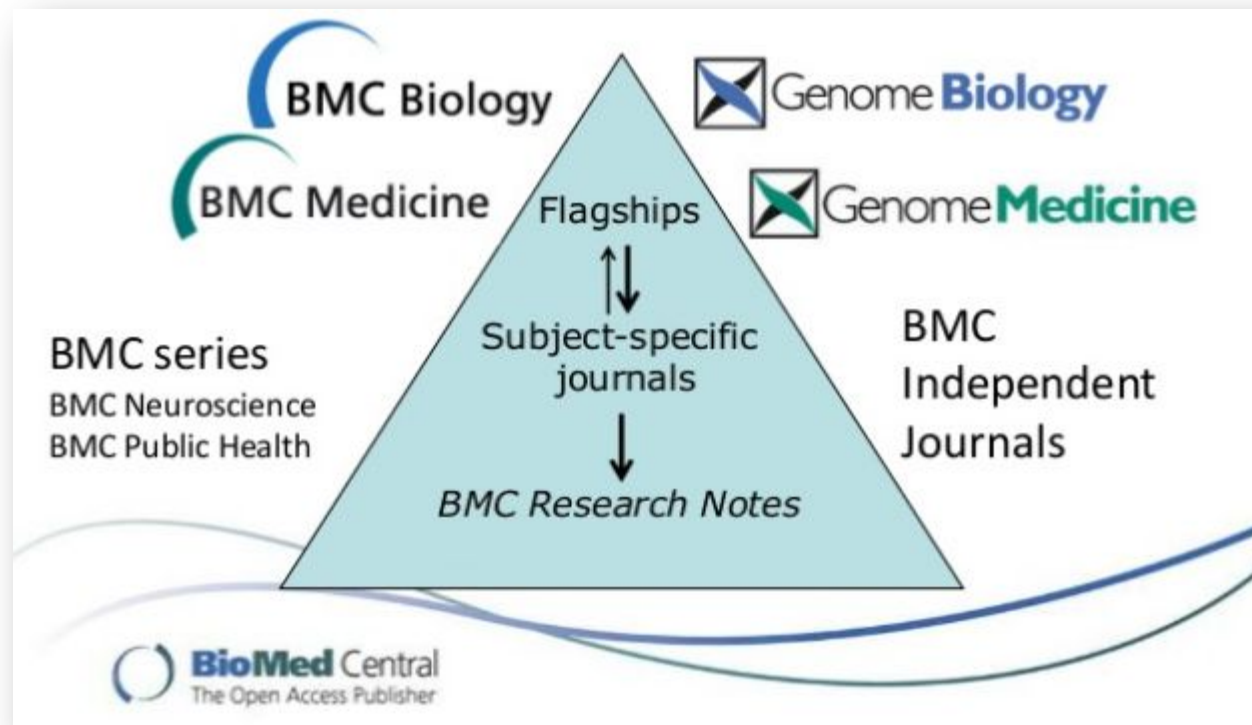 BMC Biology
BMC Medicine
Genome Biology
Genome Medicine
Flagships
Subject-specific
journals
BMC Research Notes
BMC series
BMC Neuroscience
BMC Public Health
BMC
Independent
Journals
BioMed Central
The Open Access Publisher